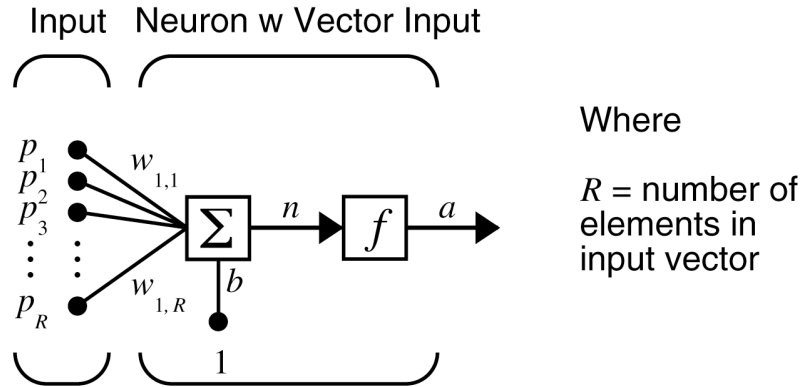 Input Neuron w Vector Input
p1
p2
p3
pR
w1,1
w1, R
Σ
n
f
a
b
1
Where
R = number of
elements in
input vector